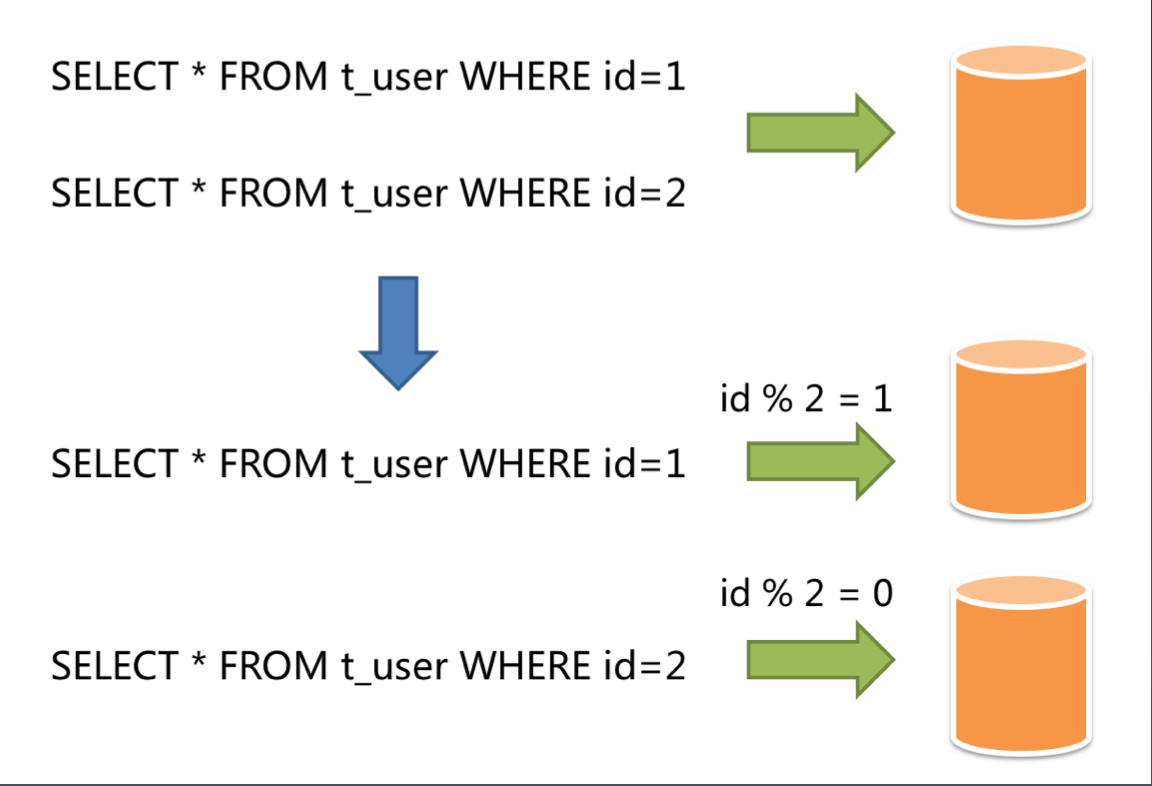 SELECT * FROM t_user WHERE id=1
SELECT * FROM t_user WHERE id=2
id % 2 = 1
SELECT * FROM t_user WHERE id=1
id % 2 = 0
SELECT * FROM t_user WHERE id=2